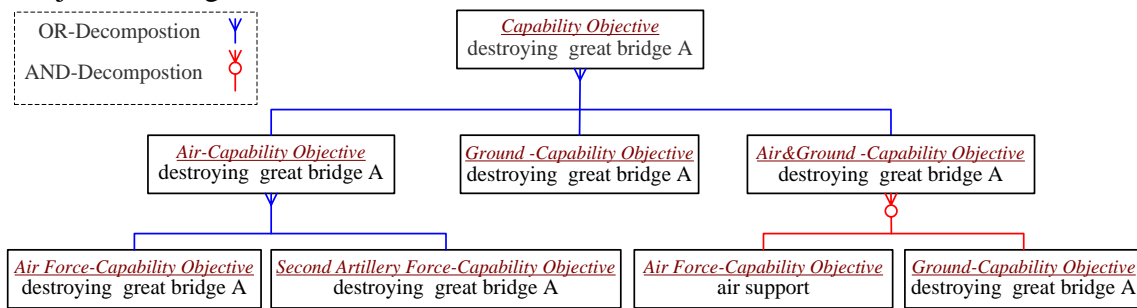 OR-Decompostion
AND-Decompostion
Capability Objective
destroying great bridge A
Air-Capability Objective
destroying great bridge A
Ground -Capability Objective
destroying great bridge A
Air&Ground -Capability Objective
destroying great bridge A
Air Force-Capability Objective
destroying great bridge A
Second Artillery Force-Capability Objective
destroying great bridge A
Air Force-Capability Objective
air support
Ground-Capability Objective
destroying great bridge A